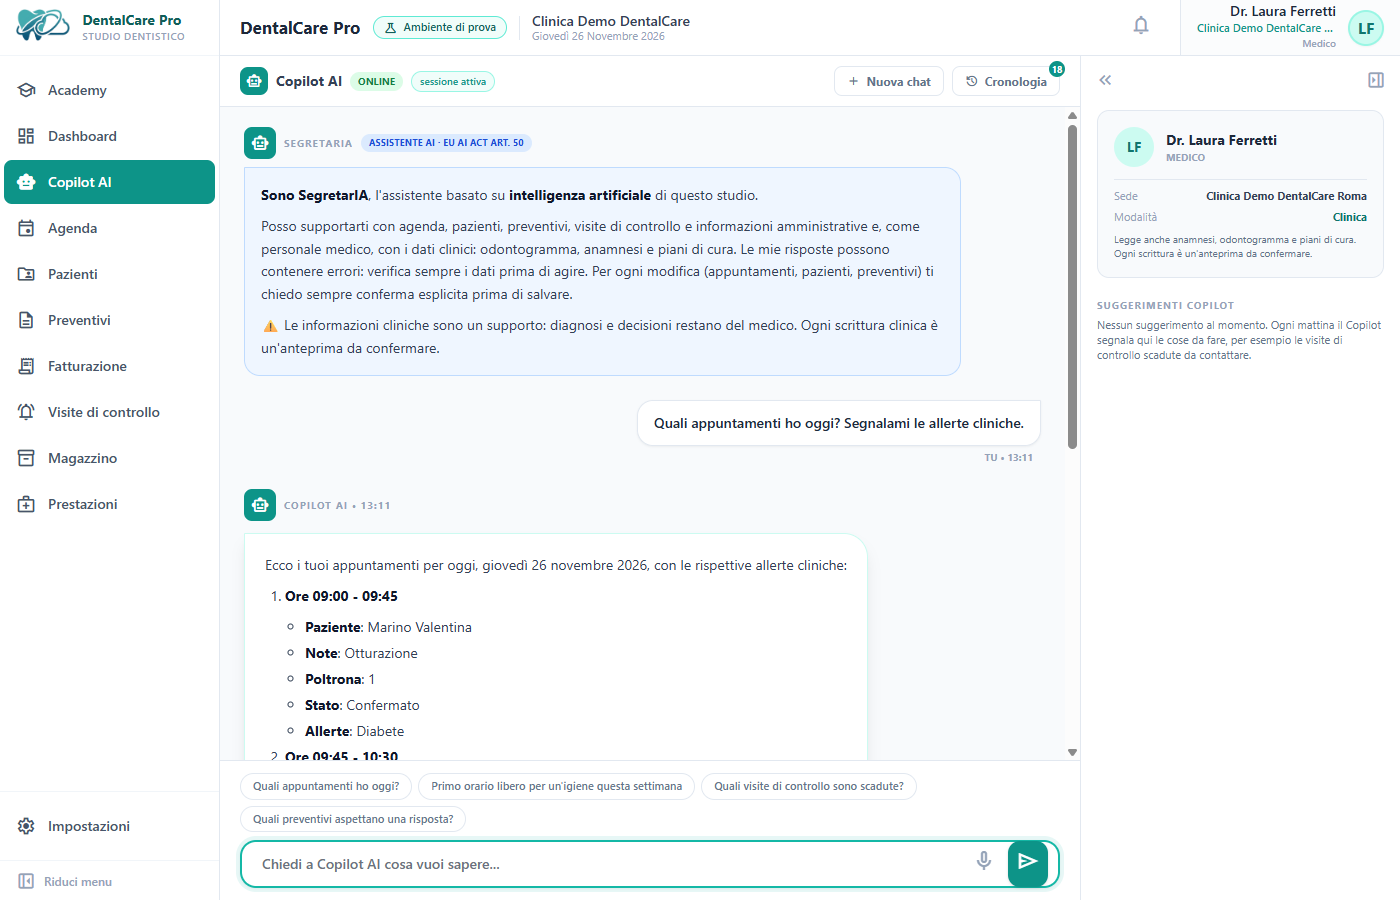 DentalCare Pro
STUDIO DENTISTICO
Academy
Dashboard
Copilot AI
Agenda
Pazienti
Preventivi
Fatturazione
Visite di controllo
Magazzino
Prestazioni
Impostazioni
Riduci menu
DentalCare Pro
Ambiente di prova
Clinica Demo DentalCare
Giovedì 26 Novembre 2026
Dr. Laura Ferretti
Clinica Demo DentalCare ...
Medico
LF
Copilot AI
ONLINE
sessione attiva
Nuova chat
Cronologia
18
SEGRETARIA
ASSISTENTE AI · EU AI ACT ART. 50
Sono SegretarIA, l'assistente basato su intelligenza artificiale di questo studio.
Posso supportarti con agenda, pazienti, preventivi, visite di controllo e informazioni amministrative e, come
personale medico, con i dati clinici: odontogramma, anamnesi e piani di cura. Le mie risposte possono
contenere errori: verifica sempre i dati prima di agire. Per ogni modifica (appuntamenti, pazienti, preventivi) ti
chiedo sempre conferma esplicita prima di salvare.
⚠️ Le informazioni cliniche sono un supporto: diagnosi e decisioni restano del medico. Ogni scrittura clinica è
un'anteprima da confermare.
Quali appuntamenti ho oggi? Segnalami le allerte cliniche.
TU • 13:11
COPILOT AI • 13:11
Ecco i tuoi appuntamenti per oggi, giovedì 26 novembre 2026, con le rispettive allerte cliniche:
1. Ore 09:00 - 09:45
Paziente: Marino Valentina
Note: Otturazione
Poltrona: 1
Stato: Confermato
Allerte: Diabete
2. Ore 09:45 - 10:30
Quali appuntamenti ho oggi?
Primo orario libero per un'igiene questa settimana
Quali visite di controllo sono scadute?
Quali preventivi aspettano una risposta?
Chiedi a Copilot AI cosa vuoi sapere...
LF
Dr. Laura Ferretti
MEDICO
Sede
Clinica Demo DentalCare Roma
Modalità
Clinica
Legge anche anamnesi, odontogramma e piani di cura.
Ogni scrittura è un'anteprima da confermare.
SUGGERIMENTI COPILOT
Nessun suggerimento al momento. Ogni mattina il Copilot
segnala qui le cose da fare, per esempio le visite di
controllo scadute da contattare.